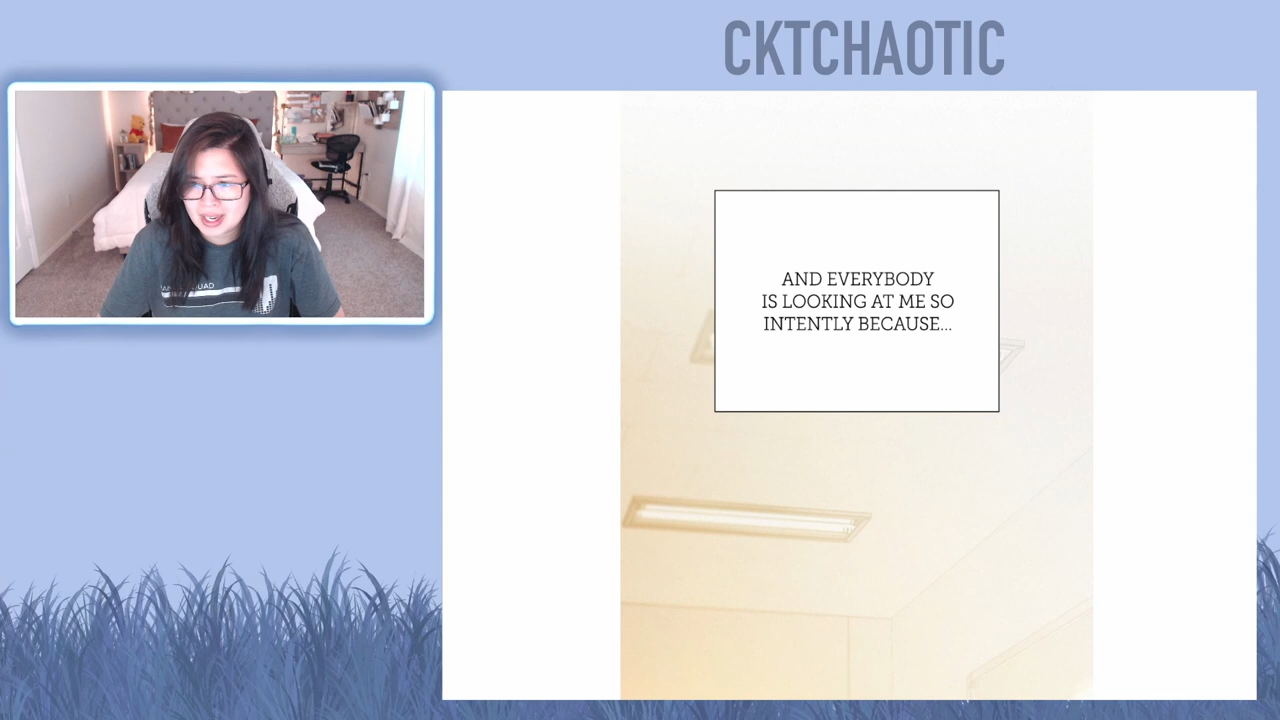 CKTCHAOTIC
AND EVERYBODY
IS LOOKING AT ME SO
INTENTLY BECAUSE...